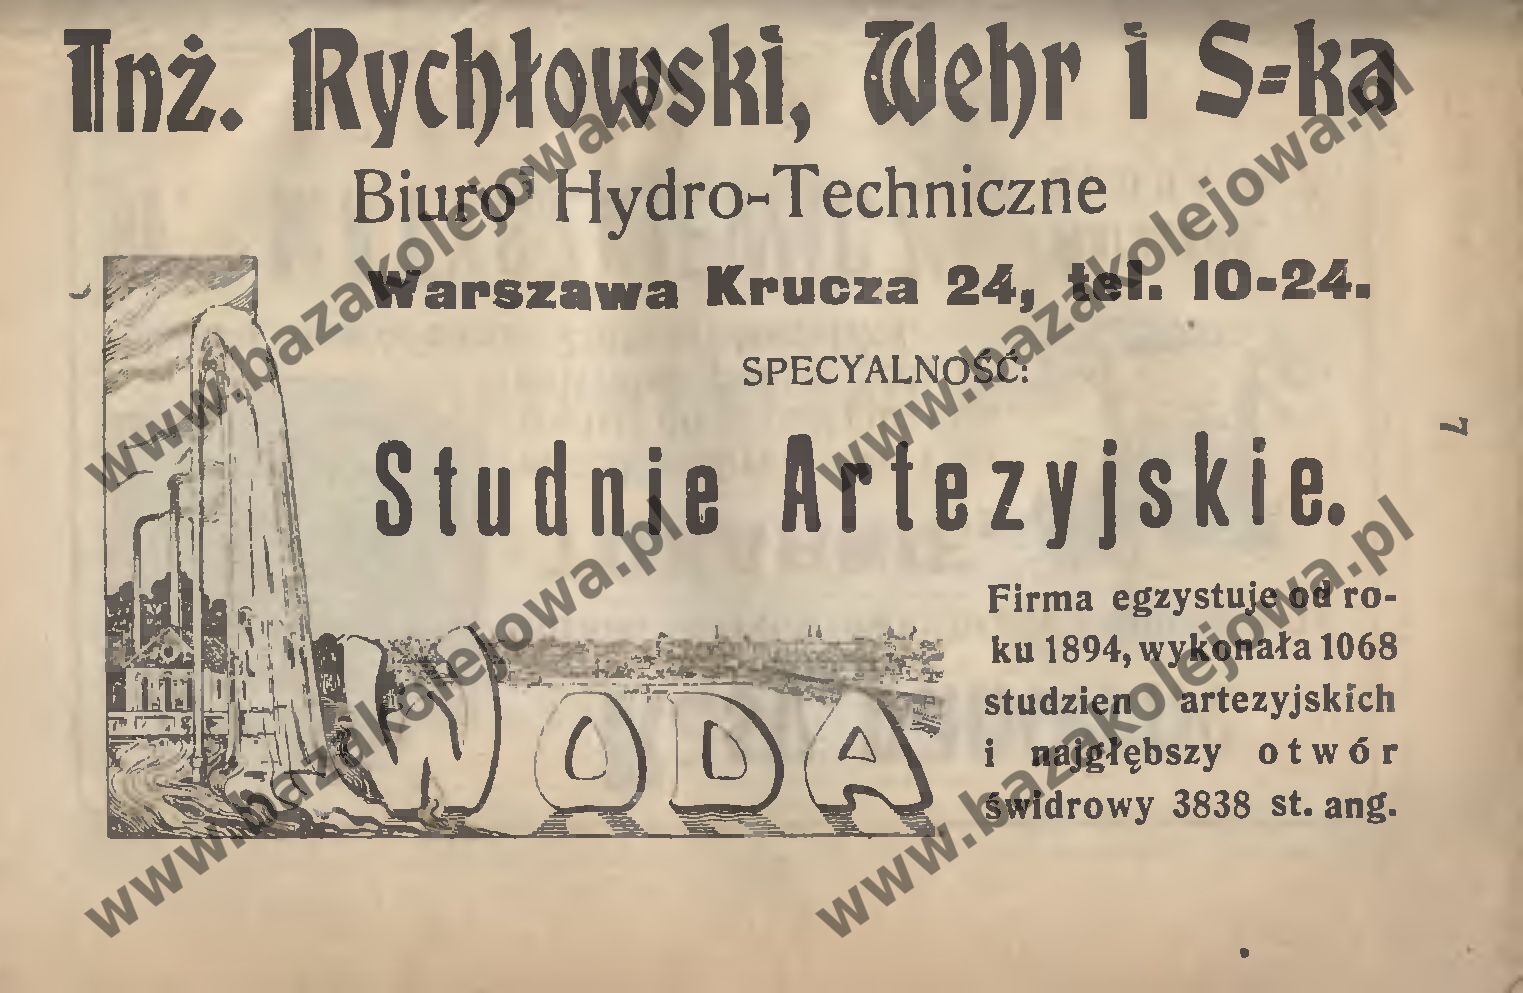 Inż. Rychłowski, Wehr i S-ka
Biuro Hydro-Techniczne
Warszawa Krucza 24, tel. 10-24.
SPECYALNOŚĆ:
Studnie Artezyjskie.
WODA
Firma egzystuje od ro-
ku 1894, wykonała 1068
studzien artezyjskich
i najgłębszy otwór
świdrowy 3838 st. ang.
7
www.bazakolejowa.pl
www.bazakolejowa.pl
www.bazakolejowa.pl
www.bazakolejowa.pl